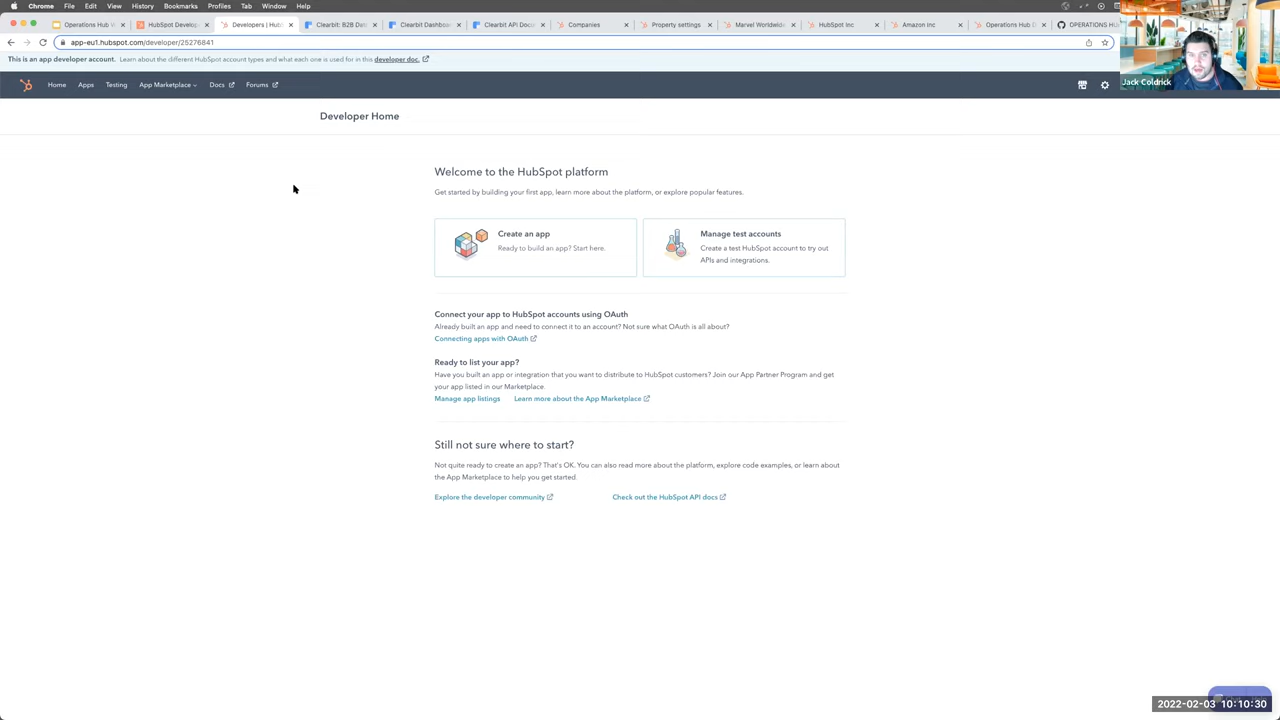 Chrome File Edit View History Bookmarks Profiles Tab Window Help
Operations Hub W
HubSpot Develop
Developers | HubS
Clearbit: B2B Dat
Clearbit Dashboa
Clearbit API Doc
Companies
Property settings
Marvel Worldwide
HubSpot Inc
Amazon Inc
Operations Hub D
OPERATIONS Hu
app-eu1.hubspot.com/developer/25276841
This is an app developer account. Learn about the different HubSpot account types and what each one is used for in this developer doc.
Home Apps Testing App Marketplace Docs Forums
Jack Coldrick
Developer Home
Welcome to the HubSpot platform
Get started by building your first app, learn more about the platform, or explore popular features.
Create an app
Ready to build an app? Start here.
Manage test accounts
Create a test HubSpot account to try out
APIs and integrations.
Connect your app to HubSpot accounts using OAuth
Already built an app and need to connect it to an account? Not sure what OAuth is all about?
Connecting apps with OAuth
Ready to list your app?
Have you built an app or integration that you want to distribute to HubSpot customers? Join our App Partner Program and get
your app listed in our Marketplace.
Manage app listings Learn more about the App Marketplace
Still not sure where to start?
Not quite ready to create an app? That's OK. You can also read more about the platform, explore code examples, or learn about
the App Marketplace to help you get started.
Explore the developer community Check out the HubSpot API docs
2022-02-03 10:10:30